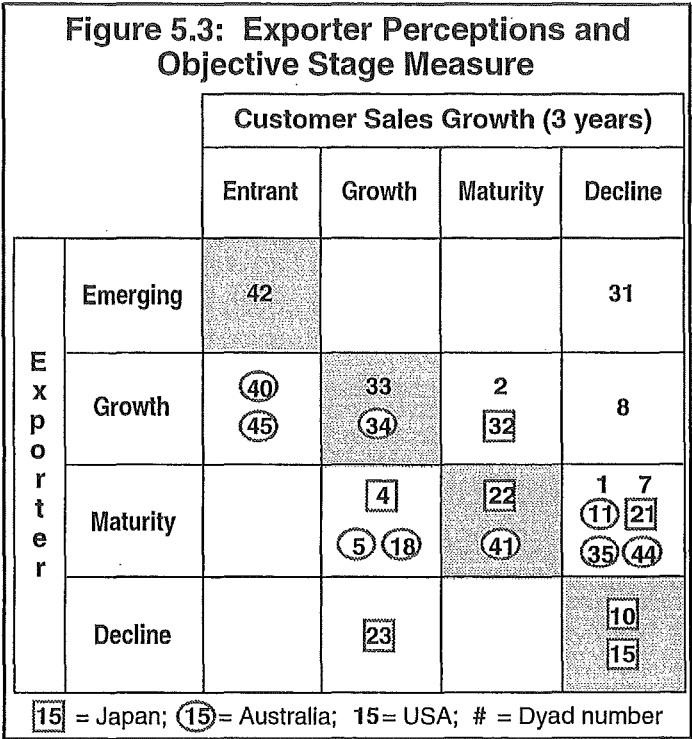 Figure 5.3: Exporter Perceptions and
Objective Stage Measure
Customer Sales Growth (3 years)
Entrant Growth Maturity Decline
Exporter
Emerging 42 31
40 33 2
Growth 8
45 34 32
4 22 1 7
Maturity 11 21
5 18 41 35 44
10
Decline 23
15
15 = Japan; 15 = Australia; 15= USA; # = Dyad number